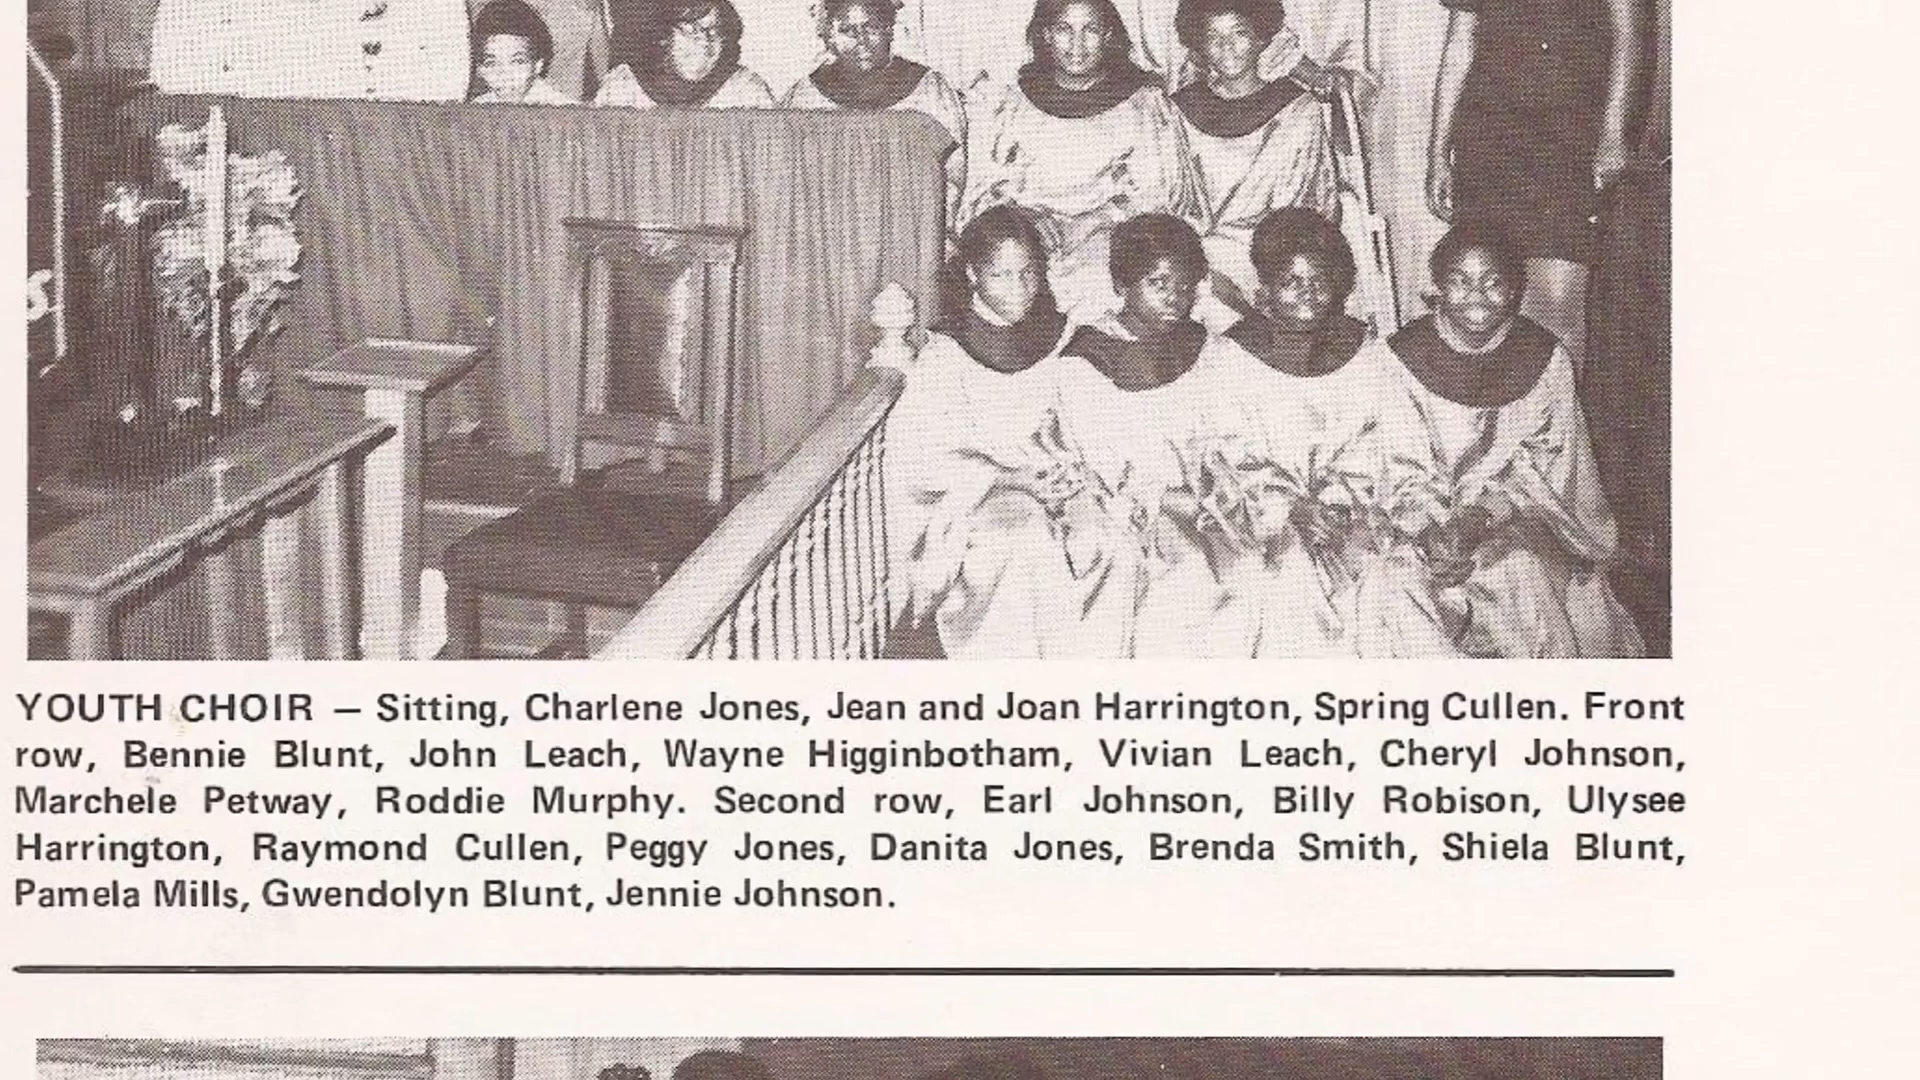 YOUTH CHOIR — Sitting, Charlene Jones, Jean and Joan Harrington, Spring Cullen. Front
row, Bennie Blunt, John Leach, Wayne Higginbotham, Vivian Leach, Cheryl Johnson,
Marchele Petway, Roddie Murphy. Second row, Earl Johnson, Billy Robison, Ulysee
Harrington, Raymond Cullen, Peggy Jones, Danita Jones, Brenda Smith, Shiela Blunt,
Pamela Mills, Gwendolyn Blunt, Jennie Johnson.